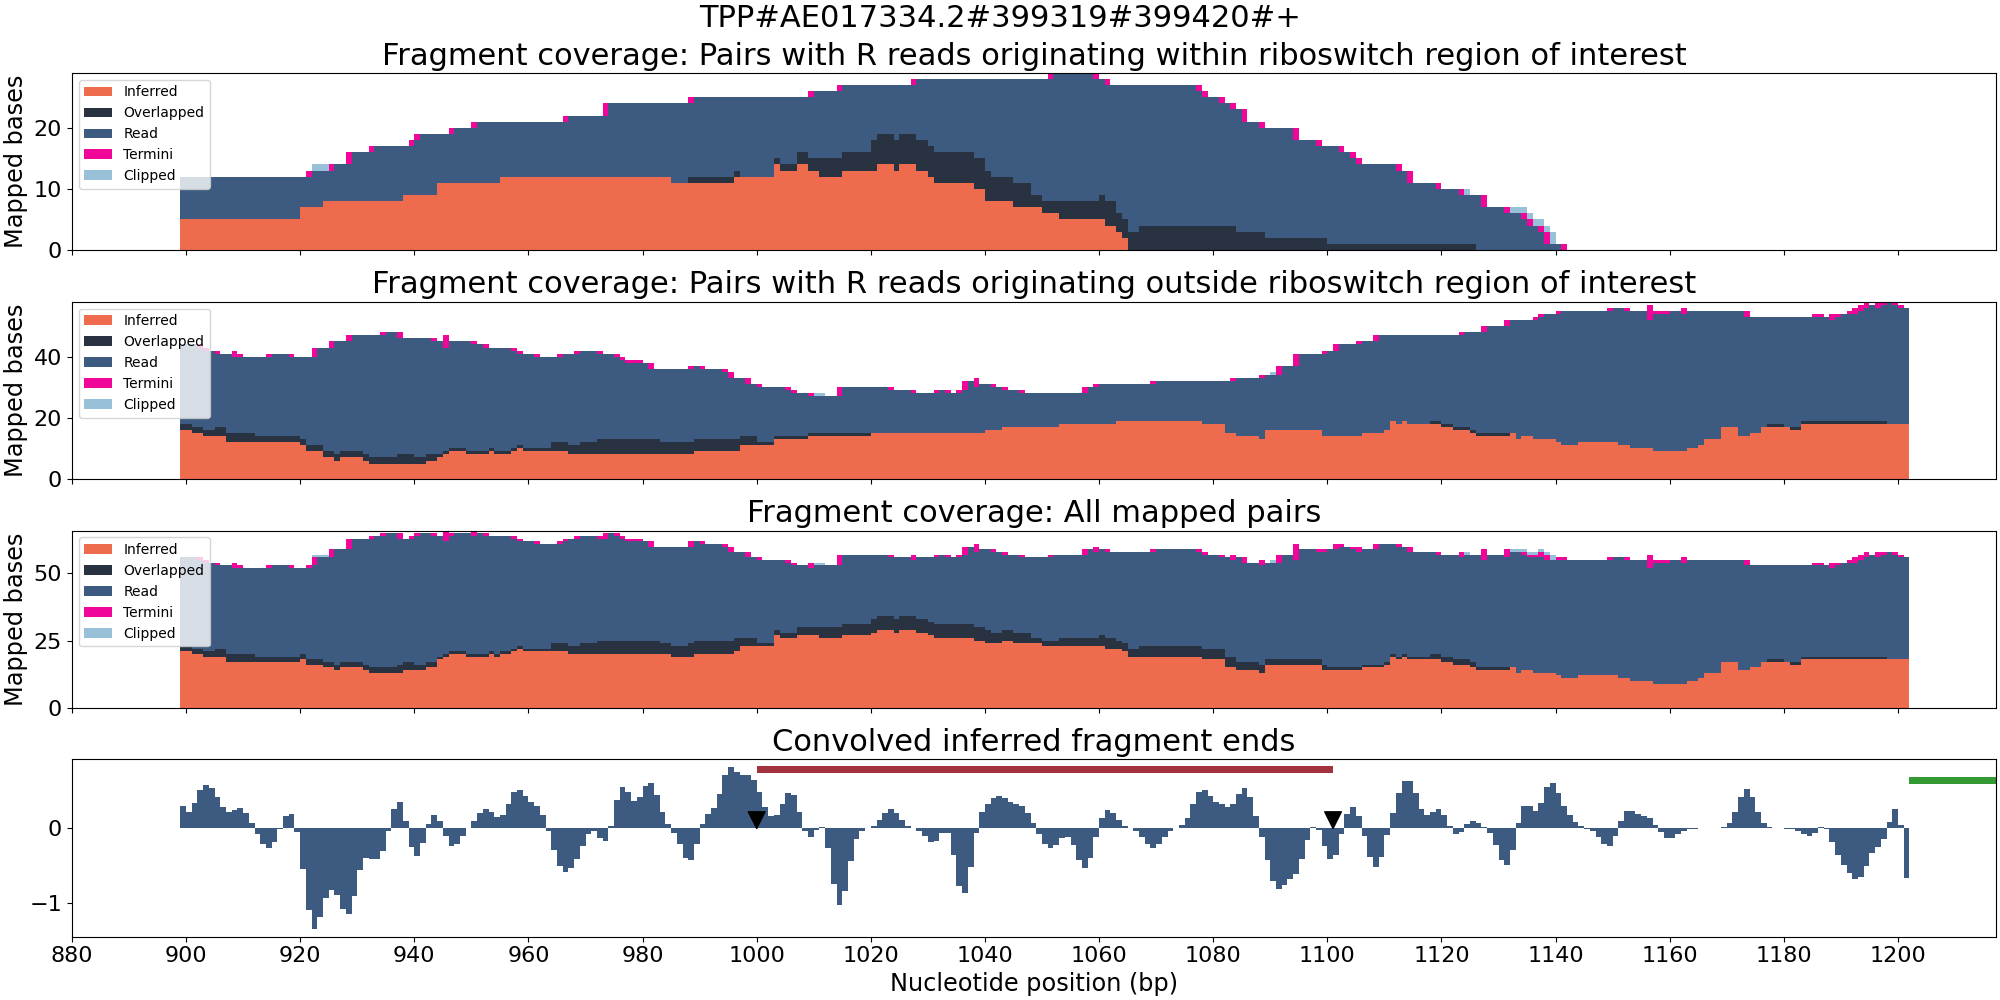 TPP#AE017334.2#399319#399420#+
Fragment coverage: Pairs with R reads originating within riboswitch region of interest
Mapped bases
20
10
0
Inferred
Overlapped
Read
Termini
Clipped
Fragment coverage: Pairs with R reads originating outside riboswitch region of interest
Mapped bases
40
20
0
Inferred
Overlapped
Read
Termini
Clipped
Fragment coverage: All mapped pairs
Mapped bases
50
25
0
Inferred
Overlapped
Read
Termini
Clipped
Convolved inferred fragment ends
0
−1
880 900 920 940 960 980 1000 1020 1040 1060 1080 1100 1120 1140 1160 1180 1200
Nucleotide position (bp)